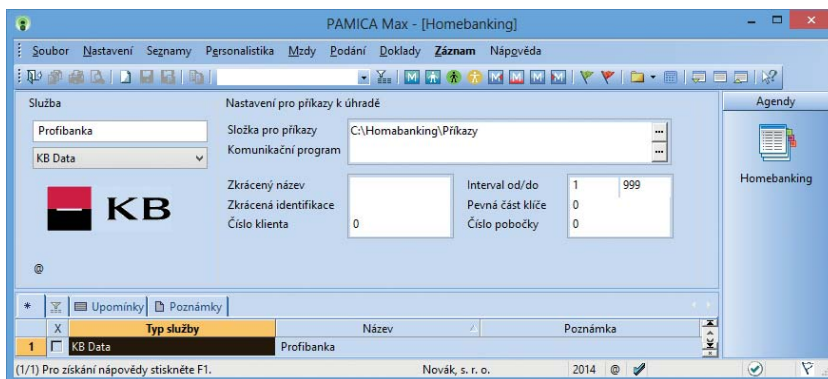 PAMICA Max - [Homebanking]
Soubor Nastavení Seznamy Personalistika Mzdy Podání Doklady Záznam Nápověda
Služba
Nastavení pro příkazy k úhradě
Agendy
Profibanka
Složka pro příkazy C:\Homabanking\Příkazy ...
KB Data
Komunikační program ...
Homebanking
KB
Zkrácený název
Interval od/do 1 999
Zkrácená identifikace
Pevná část klíče 0
Číslo klienta 0
Číslo pobočky 0
@
* Upomínky Poznámky
X Typ služby Název Poznámka
1 KB Data Profibanka
(1/1) Pro získání nápovědy stiskněte F1. Novák, s. r. o. 2014 @